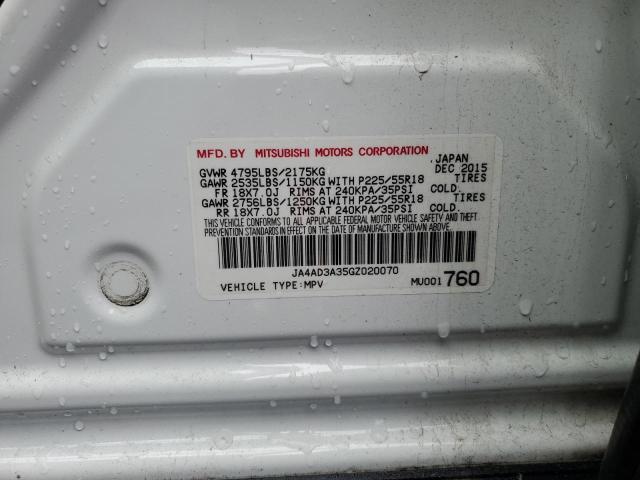 MFD. BY MITSUBISHI MOTORS CORPORATION JAPAN
GVWR 4795LBS/2175KG DEC 2015
GAWR 2535LBS/1150KG WITH P225/55R18 TIRES
FR 18X7.0J RIMS AT 240KPA/35PSI COLD.
GAWR 2756LBS/1250KG WITH P225/55R18 TIRES
RR 18X7.0J RIMS AT 240KPA/35PSI COLD.
THIS VEHICLE CONFORMS TO ALL APPLICABLE FEDERAL MOTOR VEHICLE SAFETY AND THEFT
PREVENTION STANDARDS IN EFFECT ON THE DATE OF MANUFACTURE SHOWN ABOVE.
JA4AD3A35GZ020070
VEHICLE TYPE:MPV MU001760